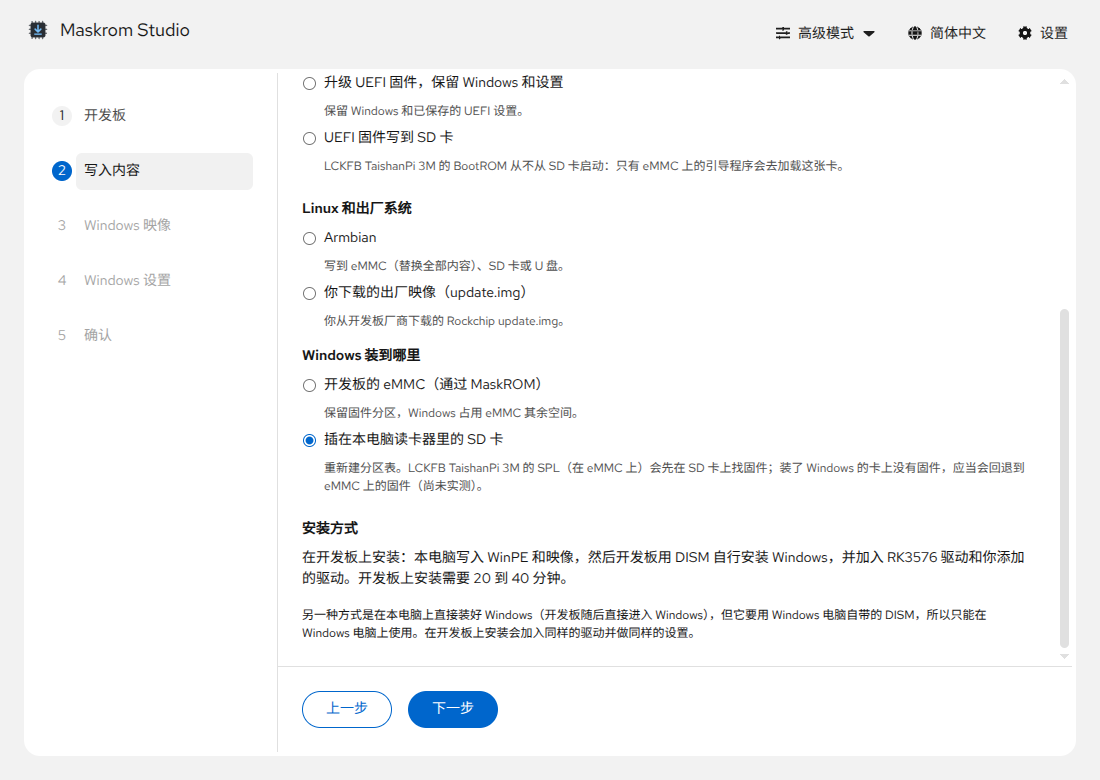 Maskrom Studio
高级模式
简体中文
设置
1 开发板
2 写入内容
3 Windows 映像
4 Windows 设置
5 确认
升级 UEFI 固件，保留 Windows 和设置
保留 Windows 和已保存的 UEFI 设置。
UEFI 固件写到 SD 卡
LCKFB TaishanPi 3M 的 BootROM 从不从 SD 卡启动：只有 eMMC 上的引导程序会去加载这张卡。
Linux 和出厂系统
Armbian
写到 eMMC（替换全部内容）、SD 卡或 U 盘。
你下载的出厂映像（update.img）
你从开发板厂商下载的 Rockchip update.img。
Windows 装到哪里
开发板的 eMMC（通过 MaskROM）
保留固件分区，Windows 占用 eMMC 其余空间。
插在本电脑读卡器里的 SD 卡
重新建分区表。LCKFB TaishanPi 3M 的 SPL（在 eMMC 上）会先在 SD 卡上找固件；装了 Windows 的卡上没有固件，应当会回退到
eMMC 上的固件（尚未实测）。
安装方式
在开发板上安装：本电脑写入 WinPE 和映像，然后开发板用 DISM 自行安装 Windows，并加入 RK3576 驱动和你添加
的驱动。开发板上安装需要 20 到 40 分钟。
另一种方式是在本电脑上直接装好 Windows（开发板随后直接进入 Windows），但它要用 Windows 电脑自带的 DISM，所以只能在
Windows 电脑上使用。在开发板上安装会加入同样的驱动并做同样的设置。
上一步
下一步